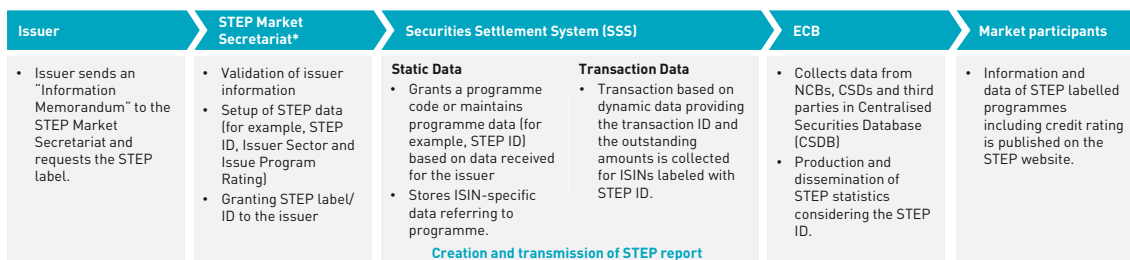 Issuer
STEP Market
Secretariat*
Securities Settlement System (SSS)
ECB
Market participants
• Issuer sends an
"Information
Memorandum" to the
STEP Market
Secretariat and
requests the STEP
label.
• Validation of issuer
information
• Setup of STEP data
(for example, STEP
ID, Issuer Sector and
Issue Program
Rating)
• Granting STEP label/
ID to the issuer
Static Data
• Grants a programme
code or maintains
programme data (for
example, STEP ID)
based on data received
for the issuer
• Stores ISIN-specific
data referring to
programme.
Transaction Data
• Transaction based on
dynamic data providing
the transaction ID and
the outstanding
amounts is collected
for ISINs labeled with
STEP ID.
Creation and transmission of STEP report
• Collects data from
NCBs, CSDs and third
parties in Centralised
Securities Database
(CSDB)
• Production and
dissemination of
STEP statistics
considering the STEP
ID.
• Information and
data of STEP labelled
programmes
including credit rating
is published on the
STEP website.